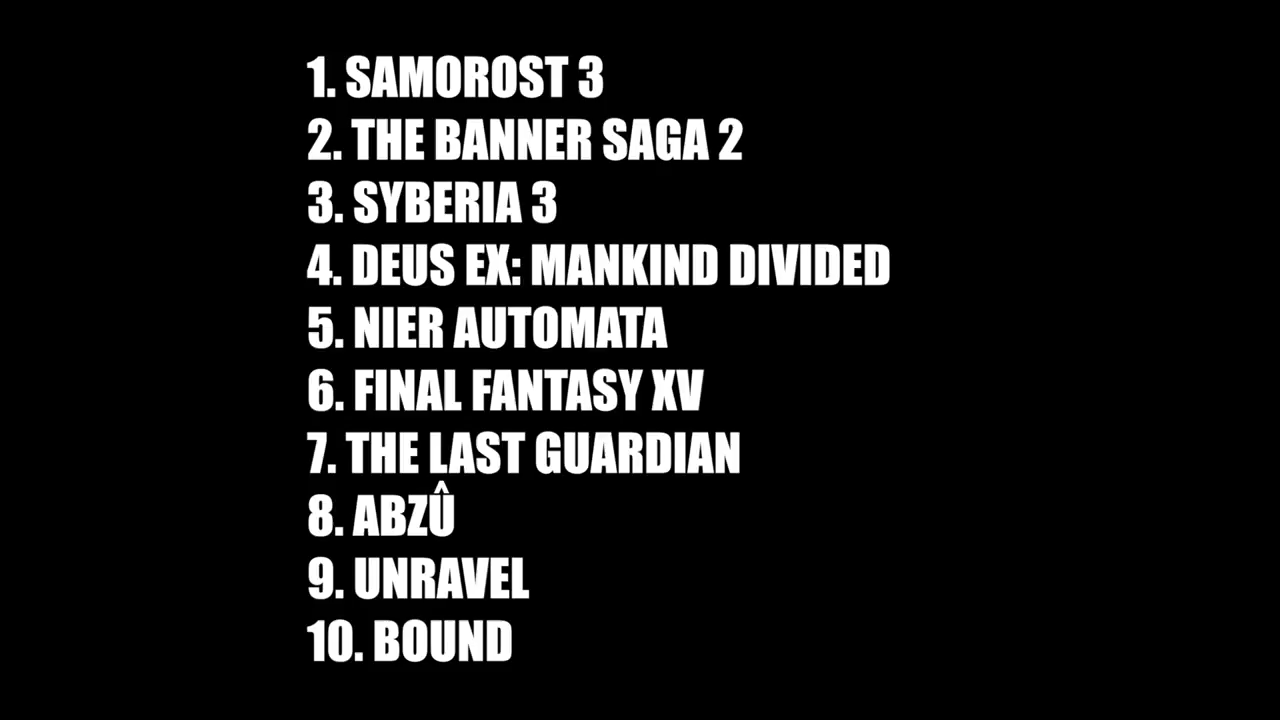 1. SAMOROST 3
2. THE BANNER SAGA 2
3. SYBERIA 3
4. DEUS EX: MANKIND DIVIDED
5. NIER AUTOMATA
6. FINAL FANTASY XV
7. THE LAST GUARDIAN
8. ABZÛ
9. UNRAVEL
10. BOUND